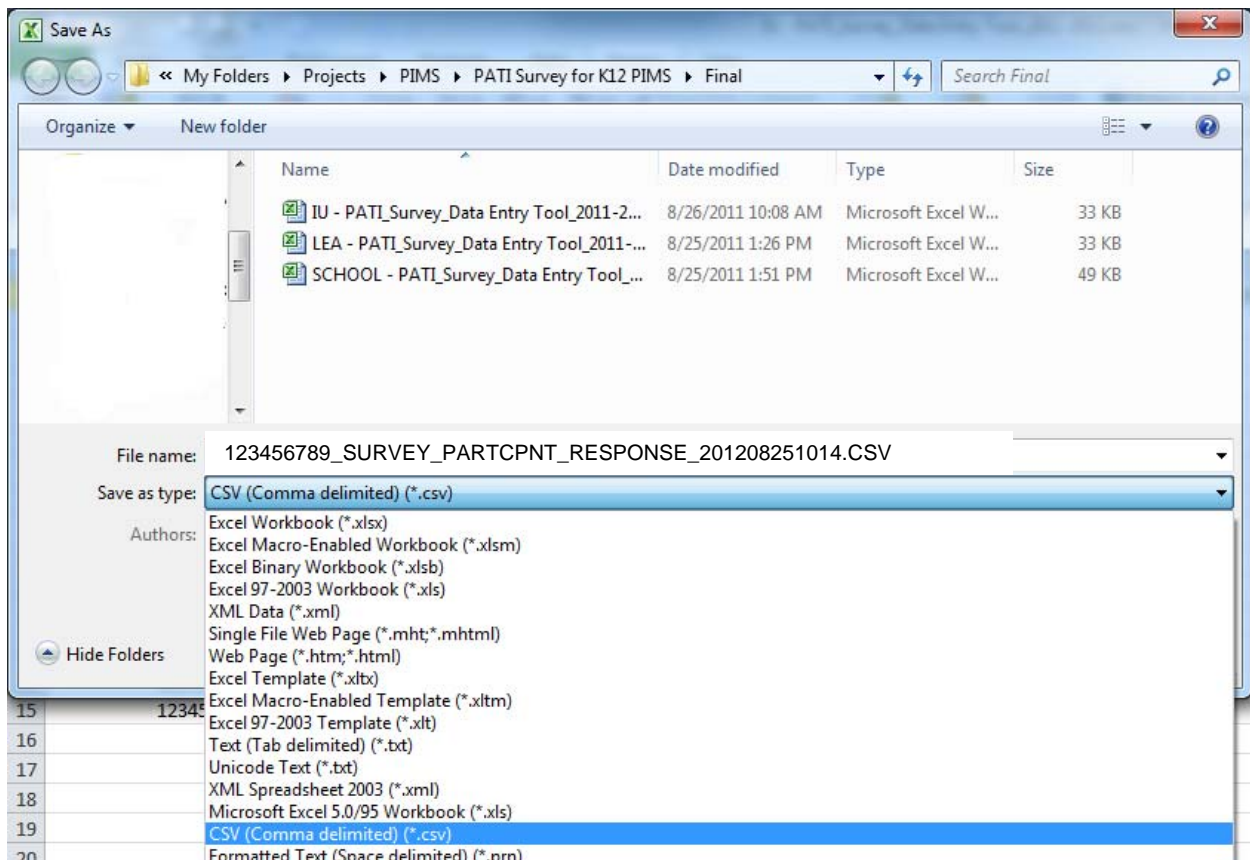 Save As
« My Folders ▸ Projects ▸ PIMS ▸ PATI Survey for K12 PIMS ▸ Final Search Final
Organize New folder
Name Date modified Type Size
IU - PATI_Survey_Data Entry Tool_2011-2... 8/26/2011 10:08 AM Microsoft Excel W... 33 KB
LEA - PATI_Survey_Data Entry Tool_2011-... 8/25/2011 1:26 PM Microsoft Excel W... 33 KB
SCHOOL - PATI_Survey_Data Entry Tool_... 8/25/2011 1:51 PM Microsoft Excel W... 49 KB
File name: 123456789_SURVEY_PARTCPNT_RESPONSE_201208251014.CSV
Save as type: CSV (Comma delimited) (*.csv)
Authors:
Excel Workbook (*.xlsx)
Excel Macro-Enabled Workbook (*.xlsm)
Excel Binary Workbook (*.xlsb)
Excel 97-2003 Workbook (*.xls)
XML Data (*.xml)
Single File Web Page (*.mht;*.mhtml)
Hide Folders
Web Page (*.htm;*.html)
Excel Template (*.xltx)
Excel Macro-Enabled Template (*.xltm)
15 12345
Excel 97-2003 Template (*.xlt)
16
Text (Tab delimited) (*.txt)
17
Unicode Text (*.txt)
18
XML Spreadsheet 2003 (*.xml)
Microsoft Excel 5.0/95 Workbook (*.xls)
19
CSV (Comma delimited) (*.csv)
20
Formatted Text (Space delimited) (*.prn)